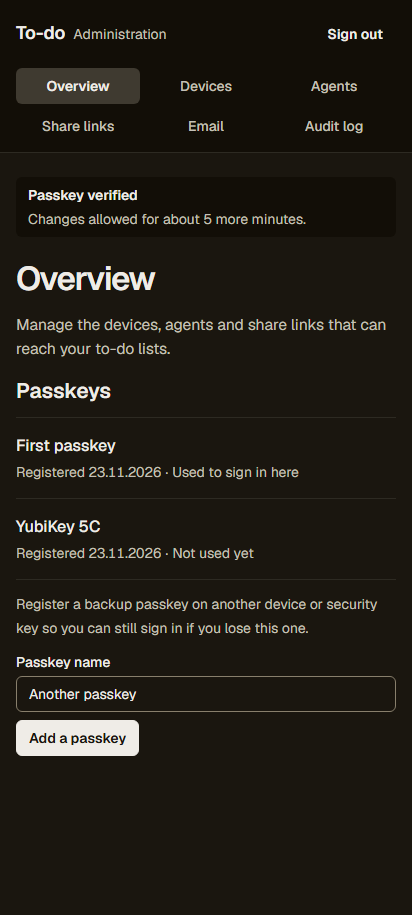 To-do Administration Sign out
Overview Devices Agents
Share links Email Audit log
Passkey verified
Changes allowed for about 5 more minutes.
Overview
Manage the devices, agents and share links that can
reach your to-do lists.
Passkeys
First passkey
Registered 23.11.2026 · Used to sign in here
YubiKey 5C
Registered 23.11.2026 · Not used yet
Register a backup passkey on another device or security
key so you can still sign in if you lose this one.
Passkey name
Another passkey
Add a passkey